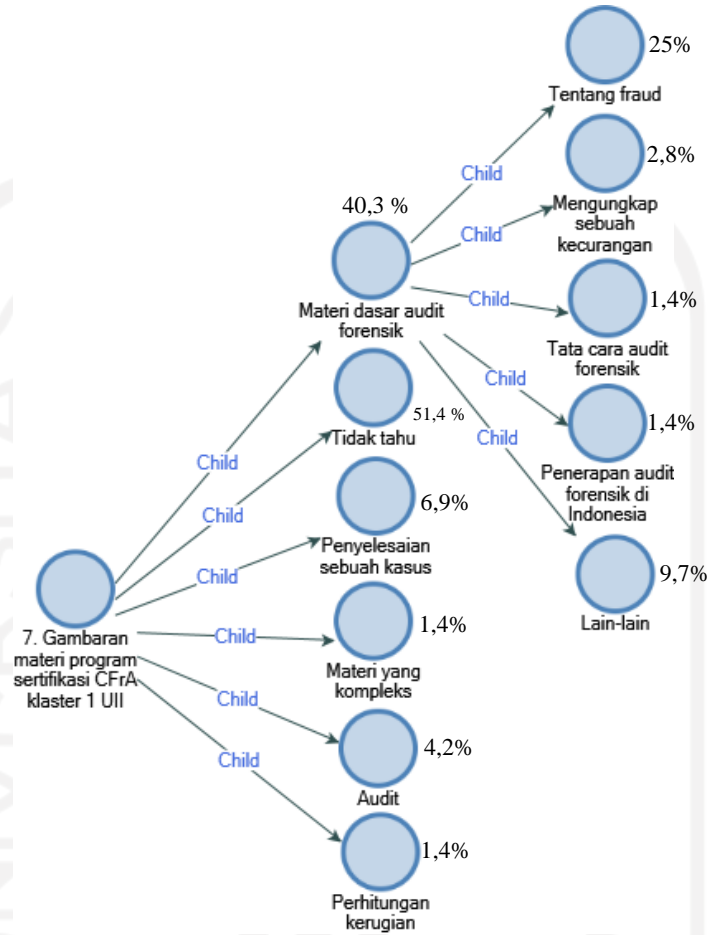 25%
Tentang fraud
Child
2,8%
Mengungkap
sebuah
kecurangan
40,3 %
Child
Materi dasar audit
forensik
Child
1,4%
Tata cara audit
forensik
Child
1,4%
Penerapan audit
forensik di
Indonesia
Child
9,7%
Lain-lain
Child
51,4 %
Tidak tahu
Child
6,9%
Penyelesaian
sebuah kasus
Child
7. Gambaran
materi program
sertifikasi CFrA
klaster 1 UII
Child
1,4%
Materi yang
kompleks
Child
4,2%
Audit
Child
1,4%
Perhitungan
kerugian